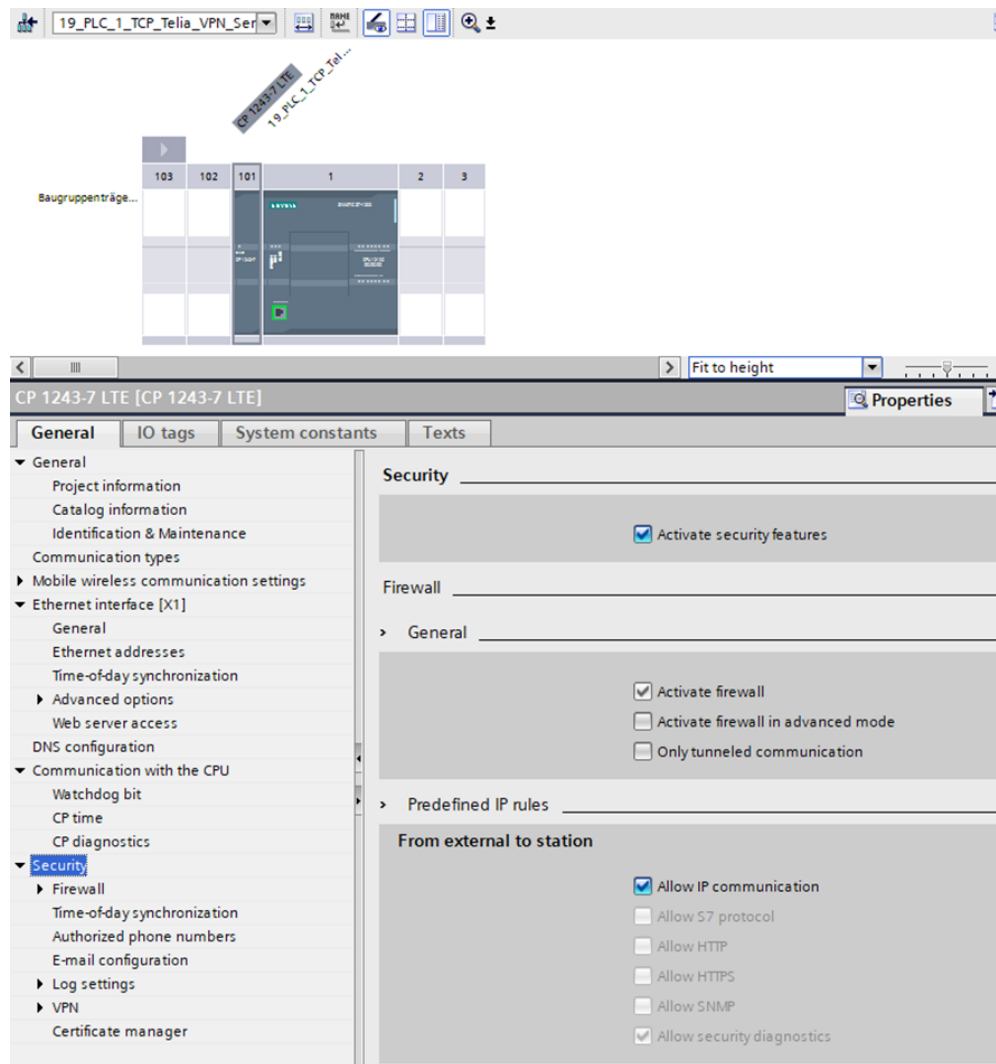 19_PLC_1_TCP_Telia_VPN_Ser
CP 1243-7 LTE
19_PLC_1_TCP_Tel...
103 102 101 1 2 3
Baugruppenträge...
SIEMENS
Fit to height
CP 1243-7 LTE [CP 1243-7 LTE]
Properties
General IO tags System constants Texts
General
Project information
Catalog information
Identification & Maintenance
Communication types
Mobile wireless communication settings
Ethernet interface [X1]
General
Ethernet addresses
Time-of-day synchronization
Advanced options
Web server access
DNS configuration
Communication with the CPU
Watchdog bit
CP time
CP diagnostics
Security
Firewall
Time-of-day synchronization
Authorized phone numbers
E-mail configuration
Log settings
VPN
Certificate manager
Security
Activate security features
Firewall
General
Activate firewall
Activate firewall in advanced mode
Only tunneled communication
Predefined IP rules
From external to station
Allow IP communication
Allow S7 protocol
Allow HTTP
Allow HTTPS
Allow SNMP
Allow security diagnostics